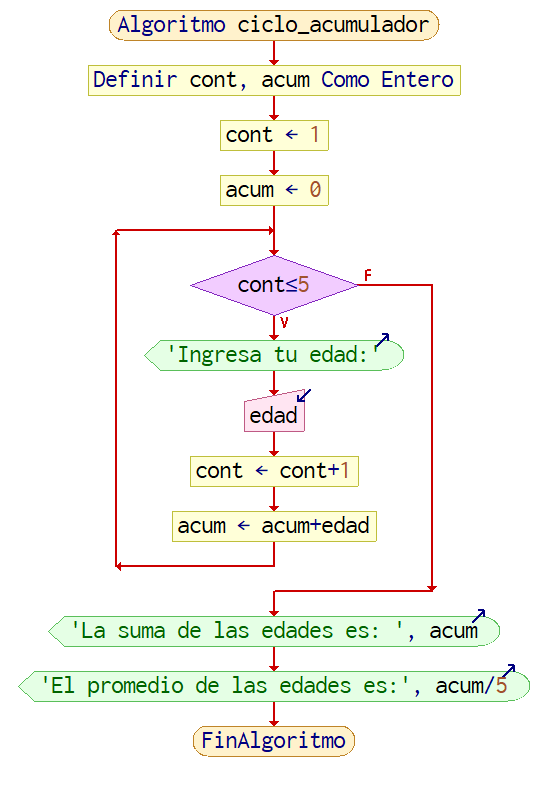 Algoritmo ciclo_acumulador
Definir cont, acum Como Entero
cont ← 1
acum ← 0
cont≤5
F
V
'Ingresa tu edad:'
edad
cont ← cont+1
acum ← acum+edad
'La suma de las edades es: ', acum
'El promedio de las edades es:', acum/5
FinAlgoritmo